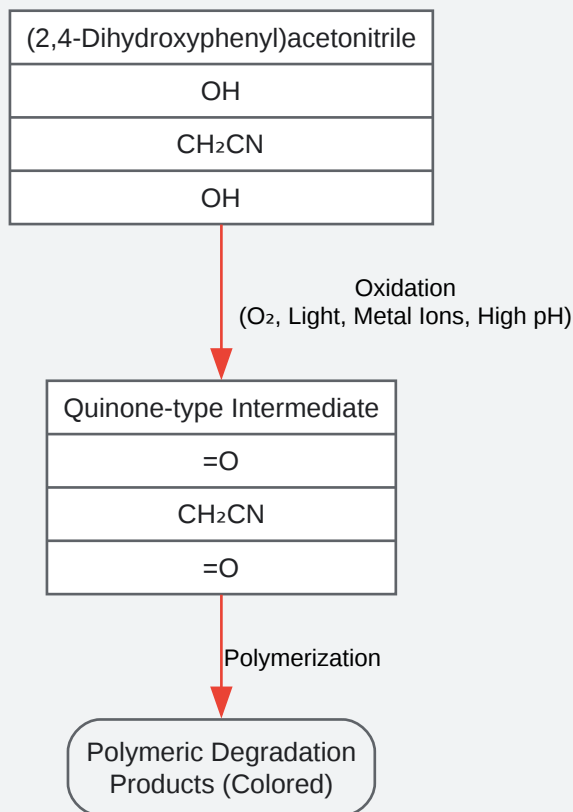 (2,4-Dihydroxyphenyl)acetonitrile
OH
CH₂CN
OH
Oxidation
(O₂, Light, Metal Ions, High pH)
Quinone-type Intermediate
=O
CH₂CN
=O
Polymerization
Polymeric Degradation
Products (Colored)